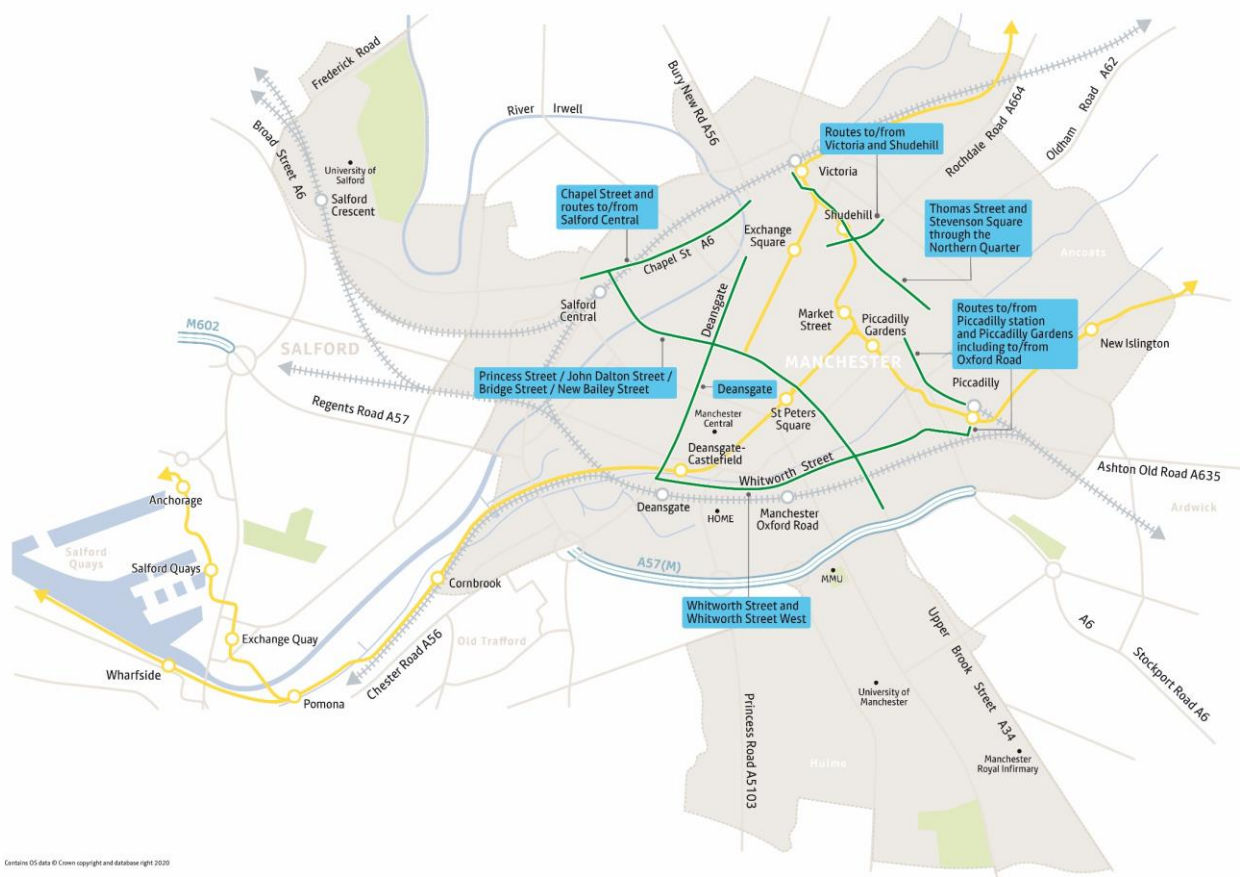 Frederick Road
Broad Street A6
University of
Salford
Salford
Crescent
River Irwell
Bury New Rd A56
Rochdale Road A664
Oldham Road A62
Routes to/from
Victoria and Shudehill
Victoria
Chapel Street and
routes to/from
Salford Central
Shudehill
Thomas Street and
Stevenson Square
through the
Northern Quarter
Exchange
Square
Chapel St A6
Ancoats
Salford
Central
Deansgate
Market
Street
Piccadilly
Gardens
Routes to/from
Piccadilly station
and Piccadilly Gardens
including to/from
Oxford Road
New Islington
M602
SALFORD
MANCHESTER
Princess Street / John Dalton Street /
Bridge Street / New Bailey Street
Deansgate
Piccadilly
Regents Road A57
Manchester
Central
St Peters
Square
Deansgate-
Castlefield
Whitworth Street
Ashton Old Road A635
Anchorage
Deansgate
HOME
Manchester
Oxford Road
Ardwick
Salford
Quays
Salford Quays
A57(M)
Cornbrook
MMU
Whitworth Street and
Whitworth Street West
Exchange Quay
Old Trafford
Chester Road A56
Upper Brook Street A34
A6
Stockport Road A6
Wharfside
Pomona
Princess Road A5103
University of
Manchester
Hulme
Manchester
Royal Infirmary
Contains OS data © Crown copyright and database right 2020